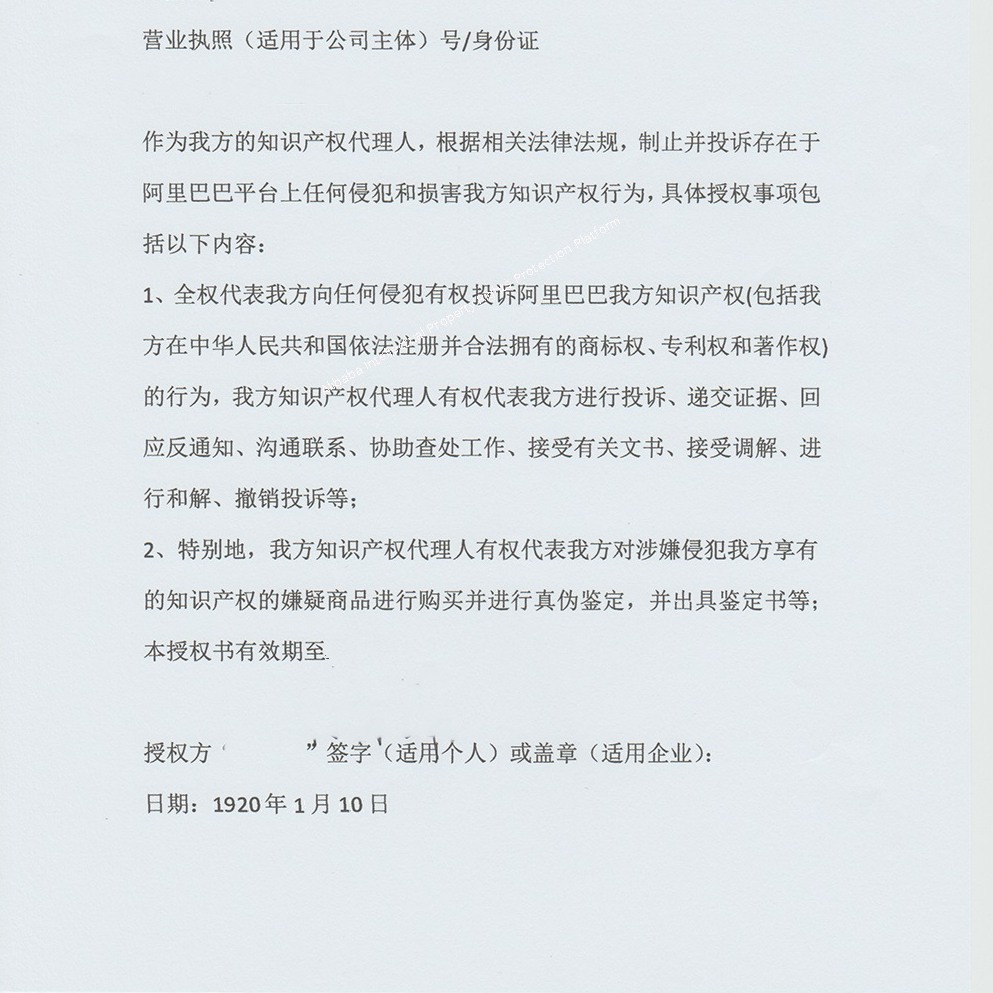 营业执照（适用于公司主体）号/身份证
作为我方的知识产权代理人，根据相关法律法规，制止并投诉存在于
阿里巴巴平台上任何侵犯和损害我方知识产权行为，具体授权事项包
括以下内容：
1、全权代表我方向任何侵犯有权投诉阿里巴巴我方知识产权(包括我
方在中华人民共和国依法注册并合法拥有的商标权、专利权和著作权)
的行为，我方知识产权代理人有权代表我方进行投诉、递交证据、回
应反通知、沟通联系、协助查处工作、接受有关文书、接受调解、进
行和解、撤销投诉等；
2、特别地，我方知识产权代理人有权代表我方对涉嫌侵犯我方享有
的知识产权的嫌疑商品进行购买并进行真伪鉴定，并出具鉴定书等；
本授权书有效期至
授权方 ” 签字（适用个人）或盖章（适用企业）：
日期：1920年1月10日
Protection Platform